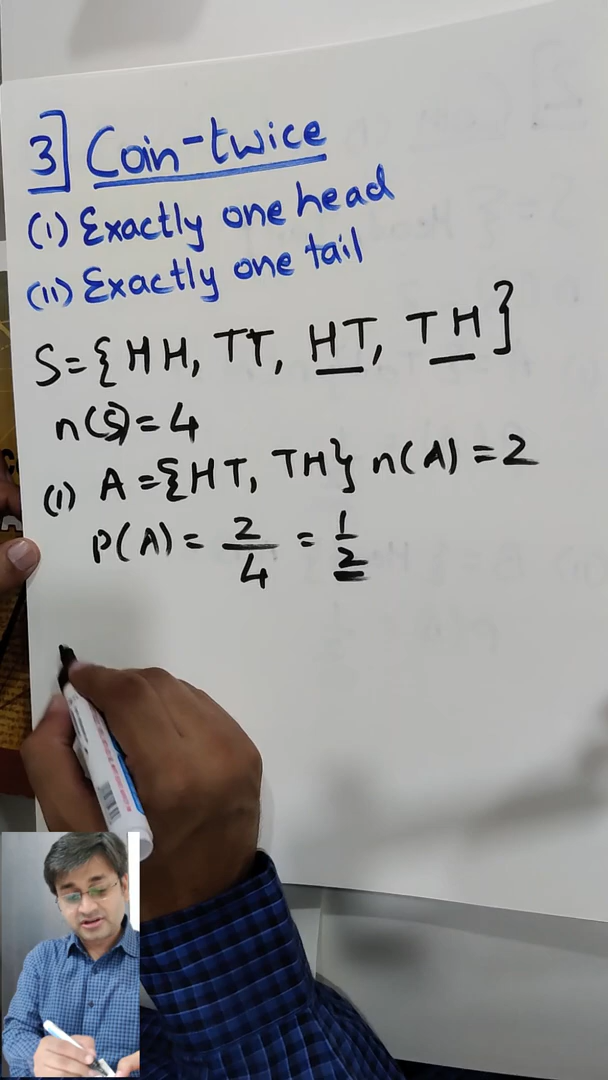 3] Coin-twice
(I) Exactly one head
(II) Exactly one tail
S={HH, TT, HT, TH}
n(S)=4
(I) A={HT, TH} n(A)=2
P(A)= 2/4 = 1/2